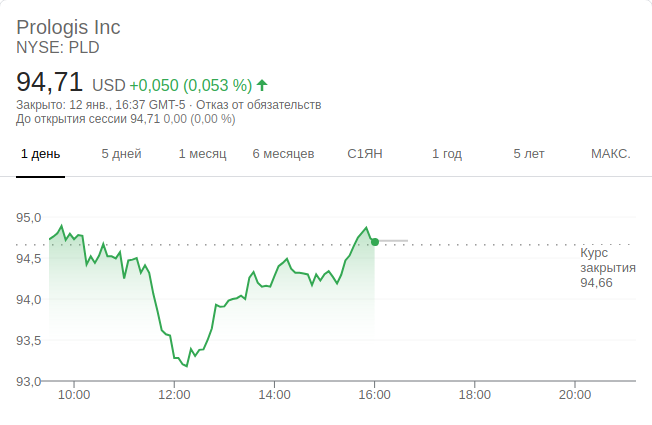 Prologis Inc
NYSE: PLD
94,71 USD +0,050 (0,053 %)
Закрыто: 12 янв., 16:37 GMT-5 · Отказ от обязательств
До открытия сессии 94,71 0,00 (0,00 %)
1 день 5 дней 1 месяц 6 месяцев С1ЯН 1 год 5 лет МАКС.
95,0
Курс
закрытия
94,66
94,5
94,0
93,5
93,0
10:00 12:00 14:00 16:00 18:00 20:00